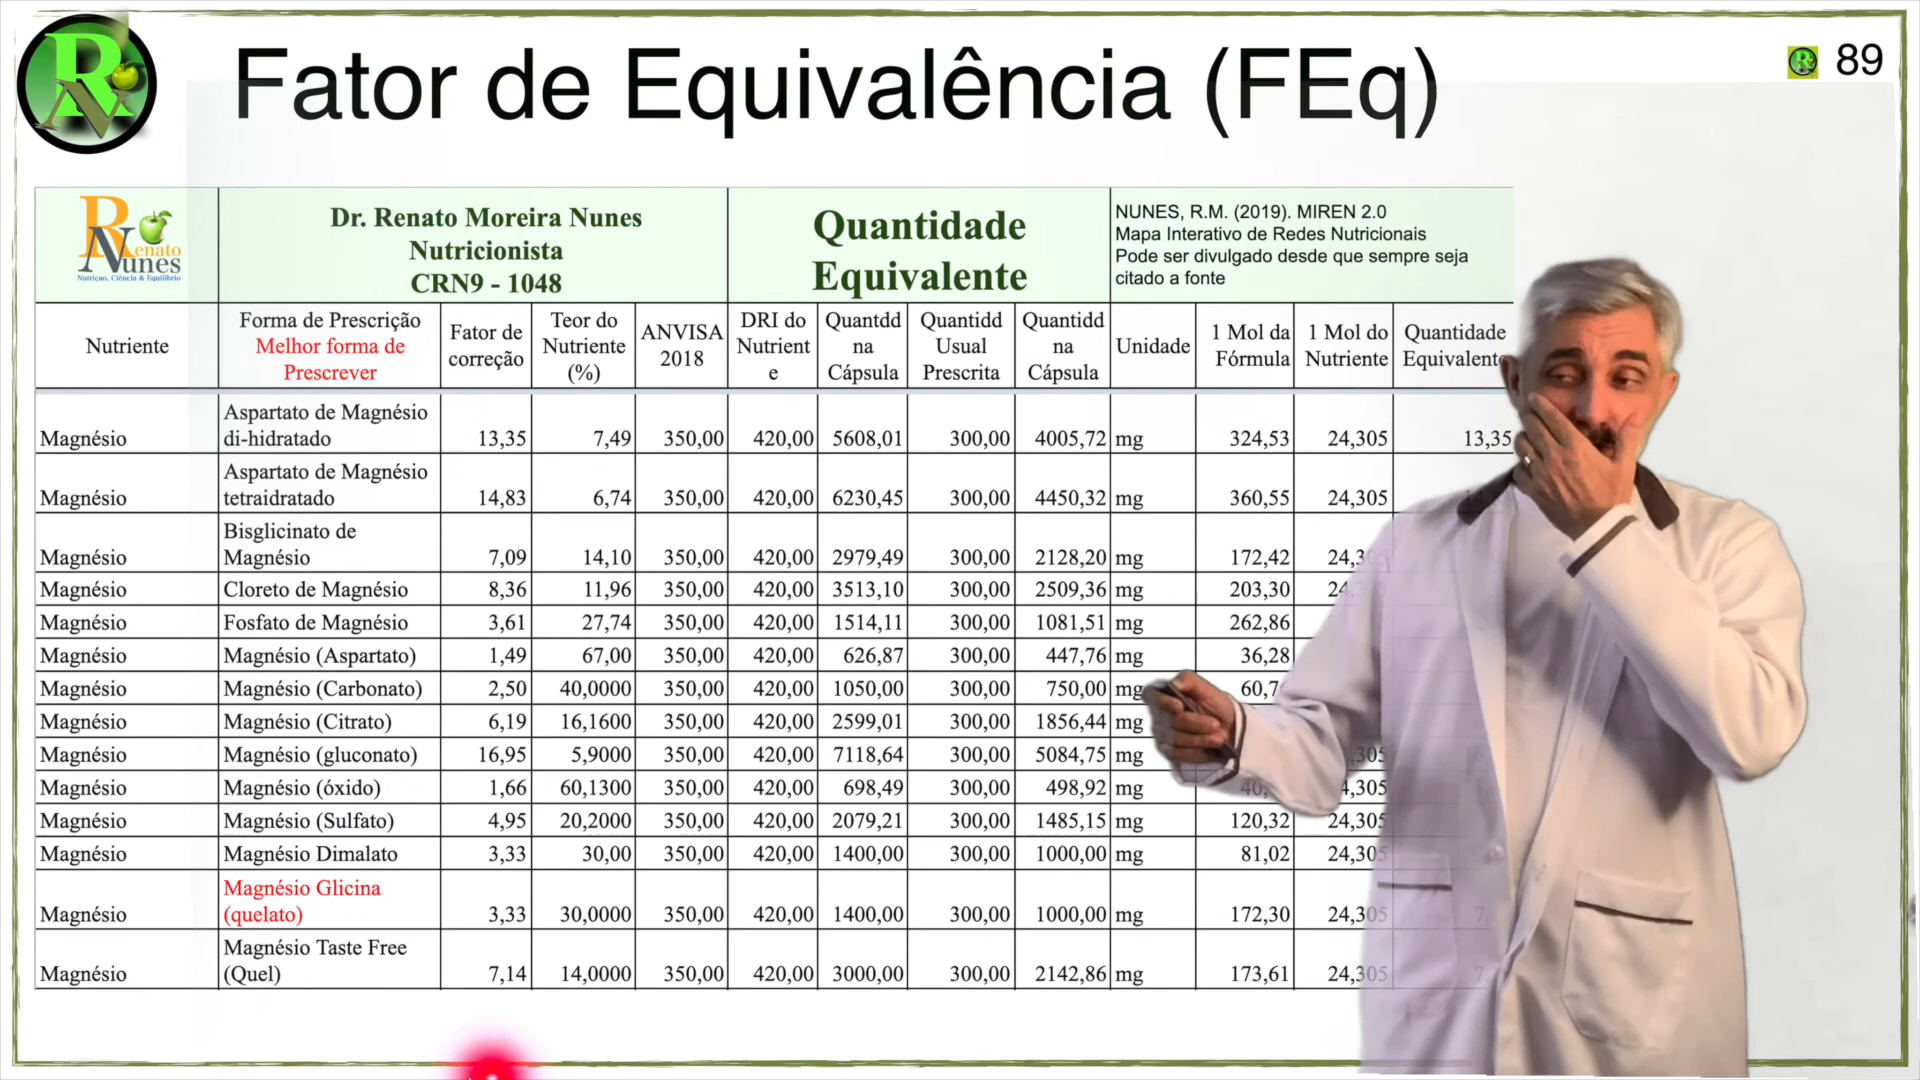 Fator de Equivalência (FEq)
89
Renato
Nunes
Nutrição, Ciência & Equilíbrio
Dr. Renato Moreira Nunes
Nutricionista
CRN9 - 1048
Quantidade
Equivalente
NUNES, R.M. (2019). MIREN 2.0
Mapa Interativo de Redes Nutricionais
Pode ser divulgado desde que sempre seja
citado a fonte
Nutriente
Forma de Prescrição
Melhor forma de
Prescrever
Fator de
correção
Teor do
Nutriente
(%)
ANVISA
2018
DRI do
Nutrient
e
Quantdd
na
Cápsula
Quantidd
Usual
Prescrita
Quantidd
na
Cápsula
Unidade
1 Mol da
Fórmula
1 Mol do
Nutriente
Quantidade
Equivalente
Aspartato de Magnésio
Magnésio di-hidratado 13,35 7,49 350,00 420,00 5608,01 300,00 4005,72 mg 324,53 24,305 13,35
Aspartato de Magnésio
Magnésio tetraidratado 14,83 6,74 350,00 420,00 6230,45 300,00 4450,32 mg 360,55 24,305
Bisglicinato de
Magnésio Magnésio 7,09 14,10 350,00 420,00 2979,49 300,00 2128,20 mg 172,42 24,305
Magnésio Cloreto de Magnésio 8,36 11,96 350,00 420,00 3513,10 300,00 2509,36 mg 203,30
Magnésio Fosfato de Magnésio 3,61 27,74 350,00 420,00 1514,11 300,00 1081,51 mg 262,86
Magnésio Magnésio (Aspartato) 1,49 67,00 350,00 420,00 626,87 300,00 447,76 mg 36,28
Magnésio Magnésio (Carbonato) 2,50 40,0000 350,00 420,00 1050,00 300,00 750,00 mg
Magnésio Magnésio (Citrato) 6,19 16,1600 350,00 420,00 2599,01 300,00 1856,44 mg
Magnésio Magnésio (gluconato) 16,95 5,9000 350,00 420,00 7118,64 300,00 5084,75 mg
Magnésio Magnésio (óxido) 1,66 60,1300 350,00 420,00 698,49 300,00 498,92 mg
Magnésio Magnésio (Sulfato) 4,95 20,2000 350,00 420,00 2079,21 300,00 1485,15 mg 120,32 24,305
Magnésio Magnésio Dimalato 3,33 30,00 350,00 420,00 1400,00 300,00 1000,00 mg 81,02 24,305
Magnésio Glicina
Magnésio (quelato) 3,33 30,0000 350,00 420,00 1400,00 300,00 1000,00 mg 172,30 24,305
Magnésio Taste Free
Magnésio (Quel) 7,14 14,0000 350,00 420,00 3000,00 300,00 2142,86 mg 173,61 24,305